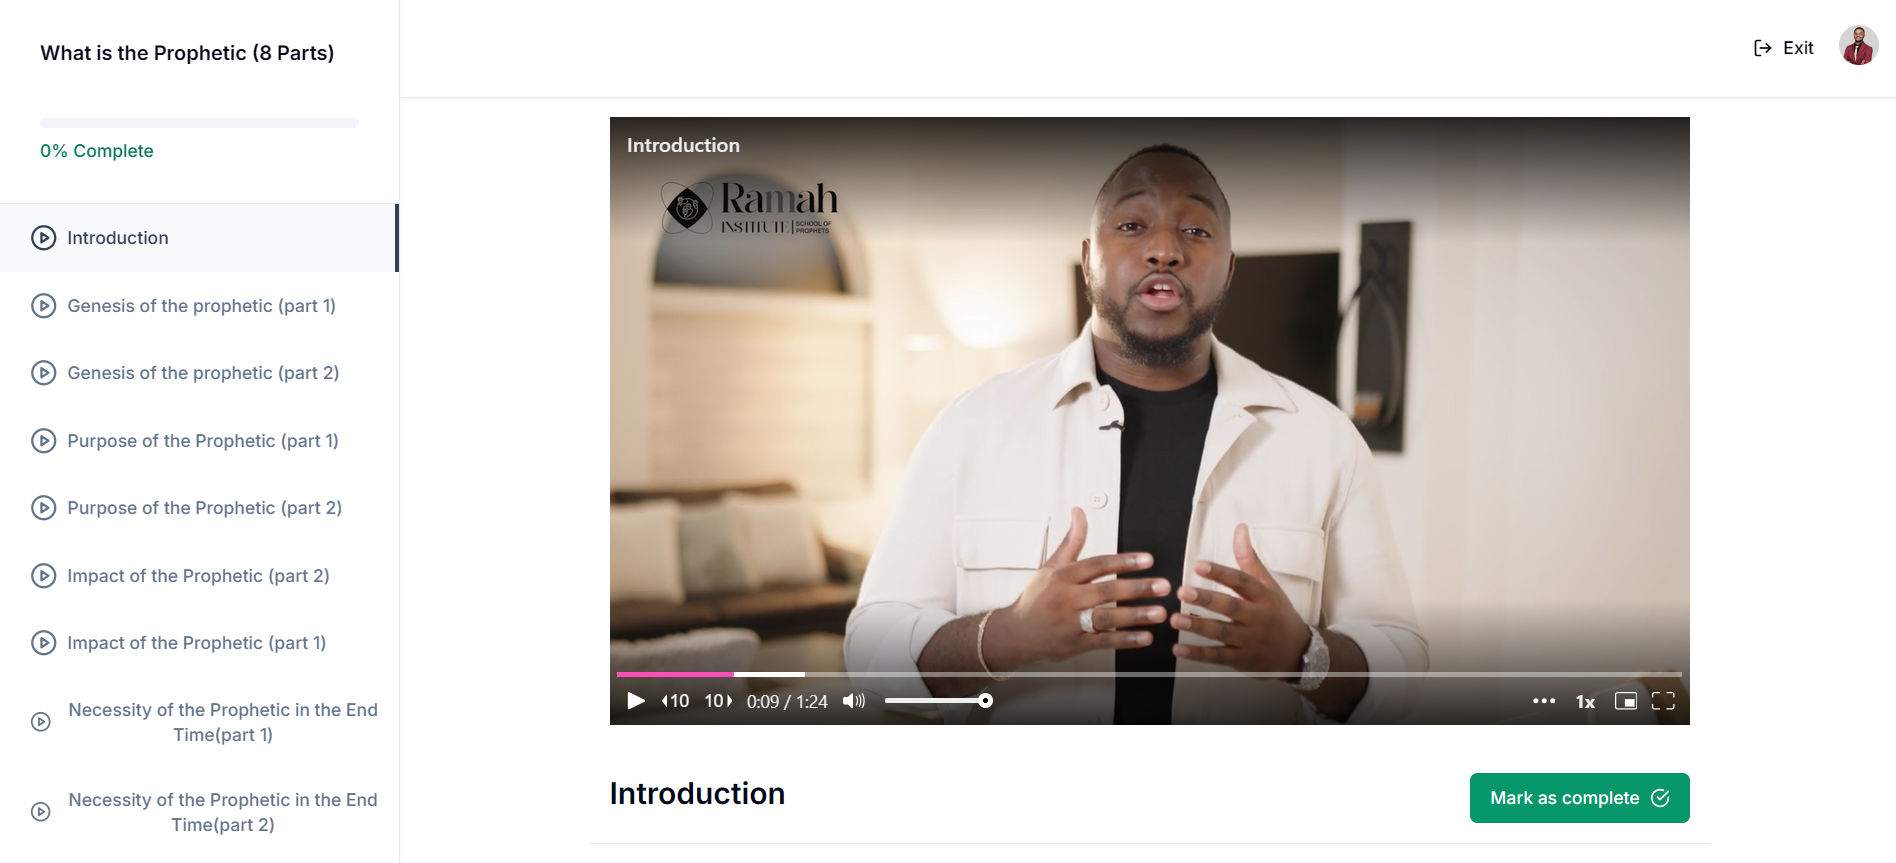 What is the Prophetic (8 Parts)
0% Complete
Introduction
Genesis of the prophetic (part 1)
Genesis of the prophetic (part 2)
Purpose of the Prophetic (part 1)
Purpose of the Prophetic (part 2)
Impact of the Prophetic (part 2)
Impact of the Prophetic (part 1)
Necessity of the Prophetic in the End
Time(part 1)
Necessity of the Prophetic in the End
Time(part 2)
Exit
Introduction
Ramah
INSTITUTE | SCHOOL OF
PROPHETS
10 10 0:09 / 1:24
1x
Introduction
Mark as complete